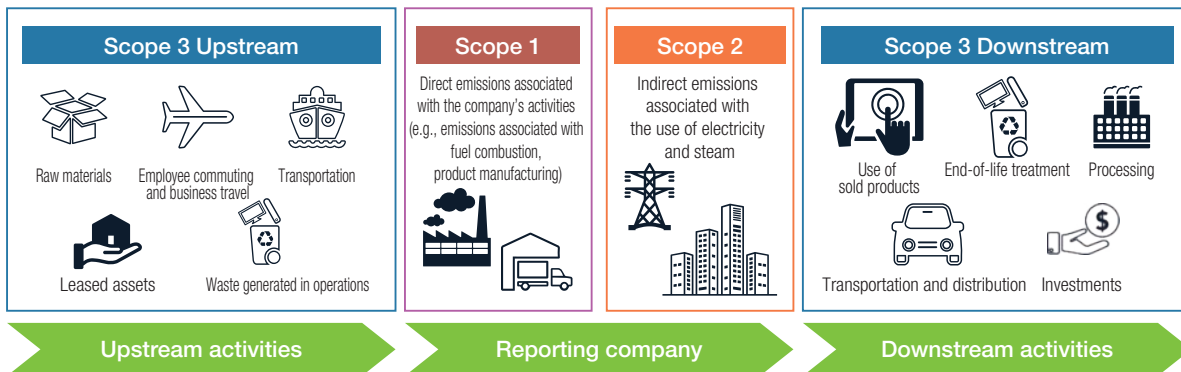 Scope 3 Upstream
Raw materials
Employee commuting
and business travel
Transportation
Leased assets
Waste generated in operations
Scope 1
Direct emissions associated
with the company's activities
(e.g., emissions associated with
fuel combustion,
product manufacturing)
Scope 2
Indirect emissions
associated with
the use of electricity
and steam
Scope 3 Downstream
Use of
sold products
End-of-life treatment
Processing
$
Transportation and distribution
Investments
Upstream activities
Reporting company
Downstream activities